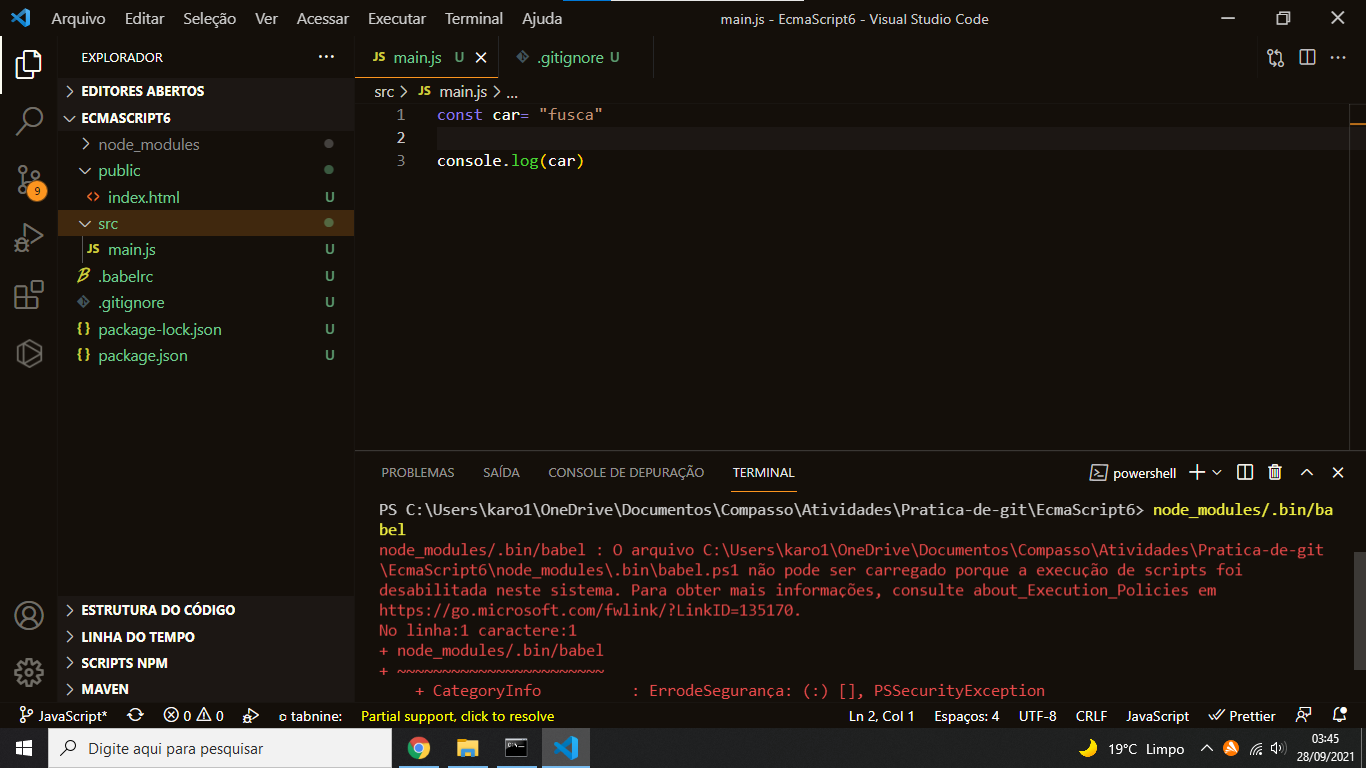 Arquivo Editar Seleção Ver Acessar Executar Terminal Ajuda main.js - EcmaScript6 - Visual Studio Code
EXPLORADOR ···
EDITORES ABERTOS
ECMASCRIPT6
node_modules
public
index.html U
src
JS main.js U
.babelrc U
.gitignore U
{} package-lock.json U
{} package.json U
ESTRUTURA DO CÓDIGO
LINHA DO TEMPO
SCRIPTS NPM
MAVEN
9
JS main.js U .gitignore U
src > JS main.js > ...
1 const car= "fusca"
2
3 console.log(car)
PROBLEMAS SAÍDA CONSOLE DE DEPURAÇÃO TERMINAL powershell
PS C:\Users\karo1\OneDrive\Documentos\Compasso\Atividades\Pratica-de-git\EcmaScript6> node_modules/.bin/ba
bel
node_modules/.bin/babel : O arquivo C:\Users\karo1\OneDrive\Documentos\Compasso\Atividades\Pratica-de-git
\EcmaScript6\node_modules\.bin\babel.ps1 não pode ser carregado porque a execução de scripts foi
desabilitada neste sistema. Para obter mais informações, consulte about_Execution_Policies em
https://go.microsoft.com/fwlink/?LinkID=135170.
No linha:1 caractere:1
+ node_modules/.bin/babel
+ ~~~~~~~~~~~~~~~~~~~~~~~
+ CategoryInfo : ErrodeSegurança: (:) [], PSSecurityException
JavaScript* 0 0 tabnine: Partial support, click to resolve Ln 2, Col 1 Espaços: 4 UTF-8 CRLF JavaScript Prettier
Digite aqui para pesquisar 19°C Limpo 03:45
28/09/2021